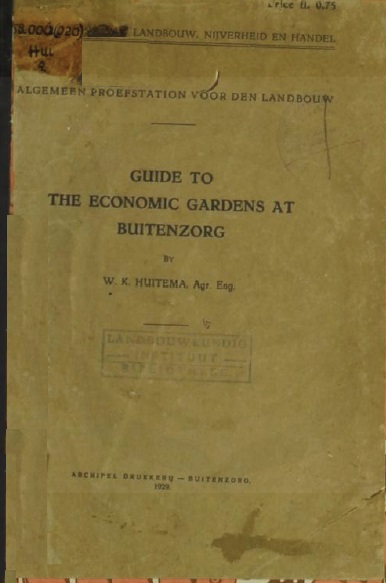 Price fl. 0.75
LANDBOUW, NIJVERHEID EN HANDEL
Hui
ALGEMEEN PROEFSTATION VOOR DEN LANDBOUW
GUIDE TO
THE ECONOMIC GARDENS AT
BUITENZORG
BY
W. K. HUITEMA, Agr. Eng.
LANDBOUWKUNDIG
INSTITUUT
ARCHIPEL DRUKKERIJ — BUITENZORG.
1929.